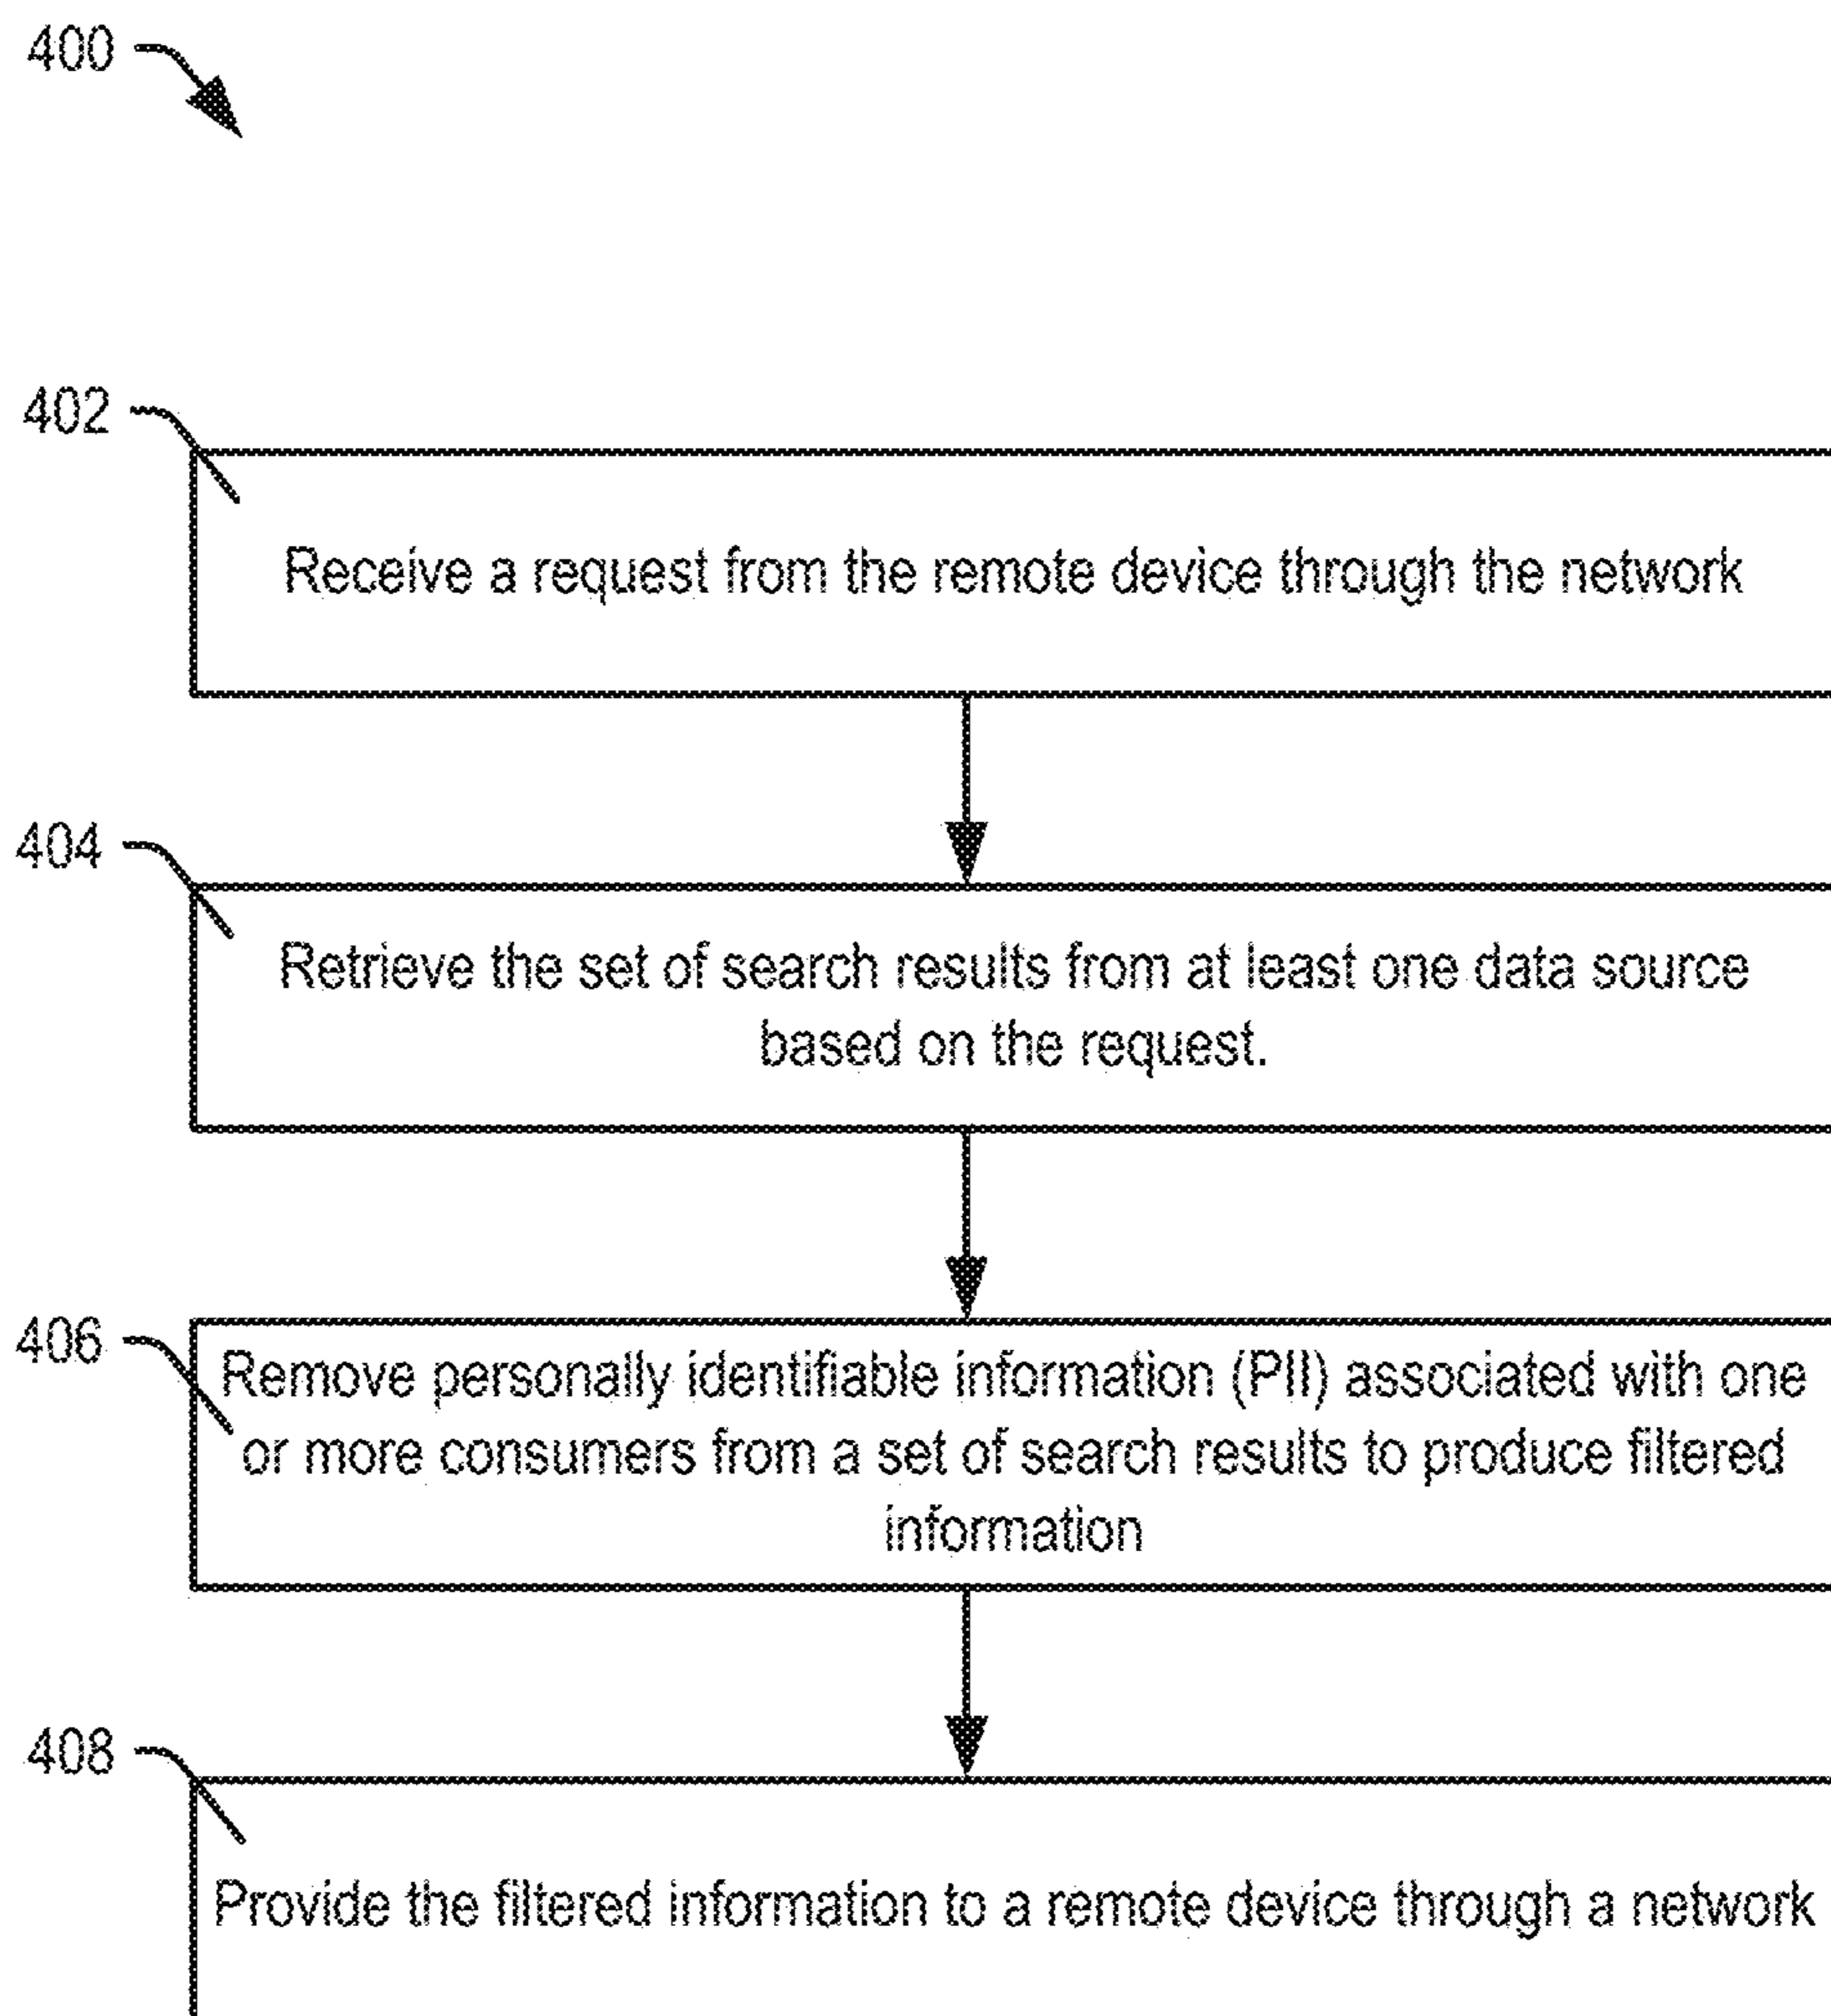 400
402
Receive a request from the remote device through the network
404
Retrieve the set of search results from at least one data source
based on the request.
406
Remove personally identifiable information (PII) associated with one
or more consumers from a set of search results to produce filtered
information
408
Provide the filtered information to a remote device through a network